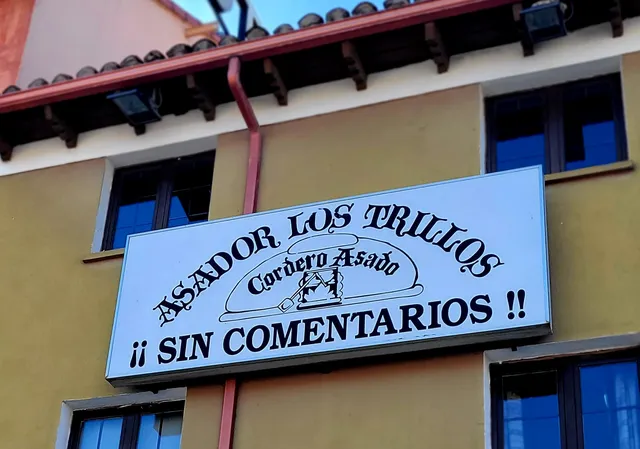 ASADOR LOS TRILLOS
Cordero Asado
¡¡ SIN COMENTARIOS !!